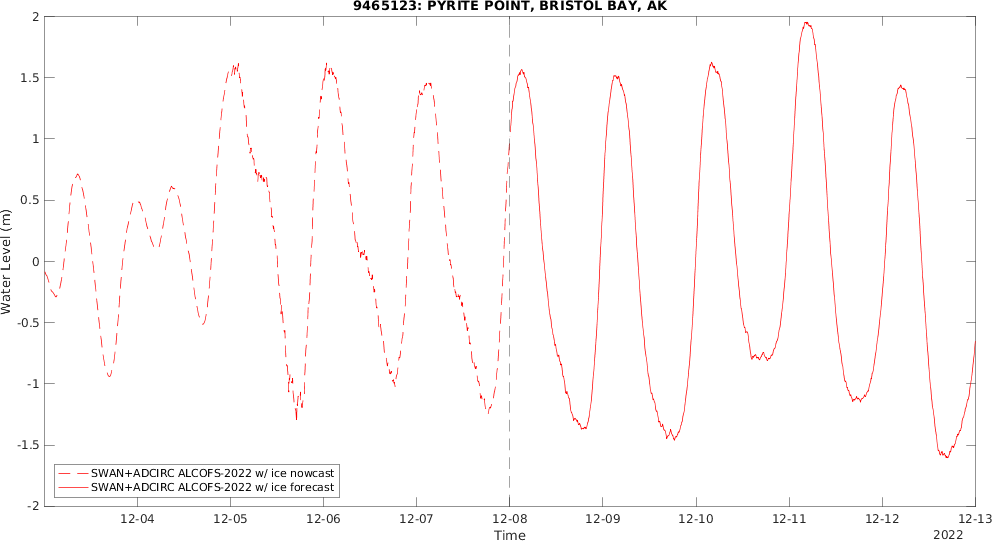 9465123: PYRITE POINT, BRISTOL BAY, AK
Water Level (m)
2
1.5
1
0.5
0
-0.5
-1
-1.5
-2
SWAN+ADCIRC ALCOFS-2022 w/ ice nowcast
SWAN+ADCIRC ALCOFS-2022 w/ ice forecast
12-04 12-05 12-06 12-07 12-08 12-09 12-10 12-11 12-12 12-13
Time
2022